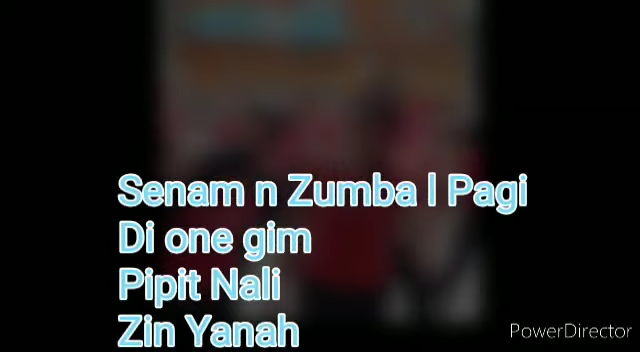 Senam n Zumba l Pagi
Di one gim
Pipit Nali
Zin Yanah
PowerDirector